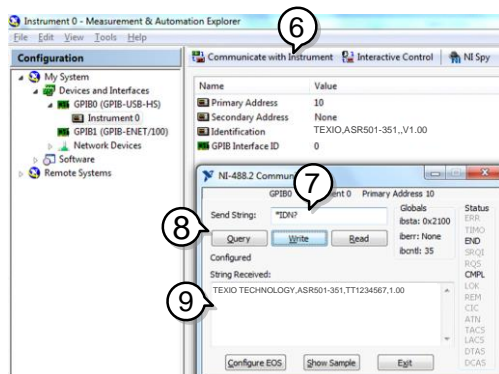 Instrument 0 - Measurement & Automation Explorer
File Edit View Tools Help
6
Configuration
Communicate with Instrument Interactive Control NI Spy
My System
Devices and Interfaces
GPIB0 (GPIB-USB-HS)
Instrument 0
GPIB1 (GPIB-ENET/100)
Network Devices
Software
Remote Systems
Name Value
Primary Address 10
Secondary Address None
Identification TEXIO,ASR501-351,,V1.00
GPIB Interface ID 0
NI-488.2 Commun
7
GPIB0 ent 0 Primary Address 10
Send String: *IDN?
8
Query Write Read
Configured
Globals
ibsta: 0x2100
iberr: None
ibcntl: 35
Status
ERR
TIMO
END
SRQI
RQS
CMPL
LOK
REM
CIC
ATN
TACS
LACS
DTAS
DCAS
String Received:
9
TEXIO TECHNOLOGY,ASR501-351,TT1234567,1.00
Configure EOS Show Sample Exit